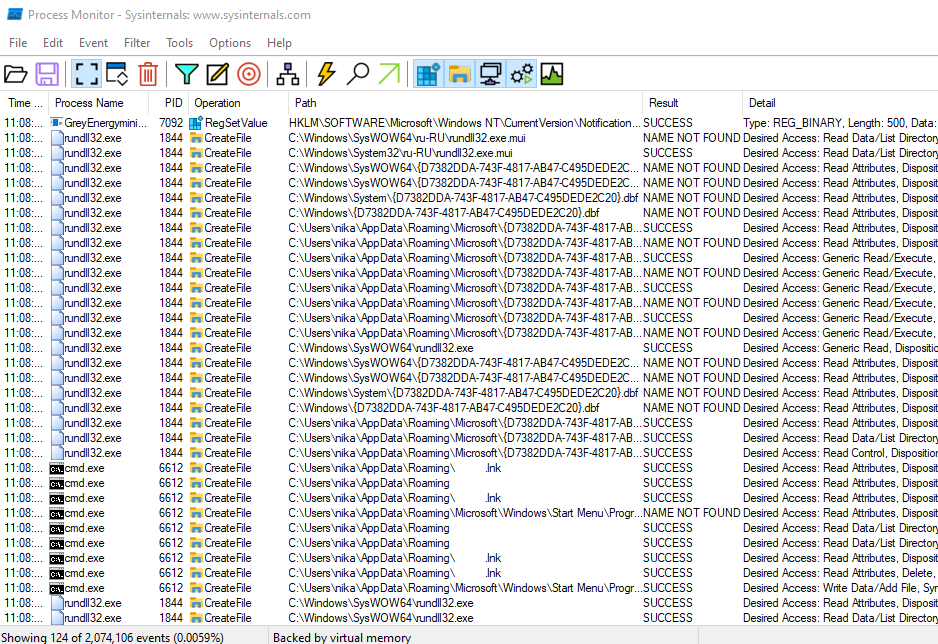 Process Monitor - Sysinternals: www.sysinternals.com
File Edit Event Filter Tools Options Help
Time ... Process Name PID Operation Path Result Detail
11:08:... GreyEnergymini... 7092 RegSetValue HKLM\SOFTWARE\Microsoft\Windows NT\CurrentVersion\Notification... SUCCESS Type: REG_BINARY, Length: 500, Data:
11:08:... rundll32.exe 1844 CreateFile C:\Windows\SysWOW64\ru-RU\rundll32.exe.mui NAME NOT FOUND Desired Access: Read Data/List Directory
11:08:... rundll32.exe 1844 CreateFile C:\Windows\System32\ru-RU\rundll32.exe.mui SUCCESS Desired Access: Read Data/List Directory
11:08:... rundll32.exe 1844 CreateFile C:\Windows\SysWOW64\{D7382DDA-743F-4817-AB47-C495DEDE2C... NAME NOT FOUND Desired Access: Read Attributes, Disposit
11:08:... rundll32.exe 1844 CreateFile C:\Windows\SysWOW64\{D7382DDA-743F-4817-AB47-C495DEDE2C... NAME NOT FOUND Desired Access: Read Attributes, Disposit
11:08:... rundll32.exe 1844 CreateFile C:\Windows\System\{D7382DDA-743F-4817-AB47-C495DEDE2C20}.dbf NAME NOT FOUND Desired Access: Read Attributes, Disposit
11:08:... rundll32.exe 1844 CreateFile C:\Windows\{D7382DDA-743F-4817-AB47-C495DEDE2C20}.dbf NAME NOT FOUND Desired Access: Read Attributes, Disposit
11:08:... rundll32.exe 1844 CreateFile C:\Users\nika\AppData\Roaming\Microsoft\{D7382DDA-743F-4817-AB... SUCCESS Desired Access: Read Attributes, Disposit
11:08:... rundll32.exe 1844 CreateFile C:\Users\nika\AppData\Roaming\Microsoft\{D7382DDA-743F-4817-AB... NAME NOT FOUND Desired Access: Read Attributes, Disposit
11:08:... rundll32.exe 1844 CreateFile C:\Users\nika\AppData\Roaming\Microsoft\{D7382DDA-743F-4817-AB... SUCCESS Desired Access: Generic Read/Execute,
11:08:... rundll32.exe 1844 CreateFile C:\Users\nika\AppData\Roaming\Microsoft\{D7382DDA-743F-4817-AB... NAME NOT FOUND Desired Access: Generic Read/Execute,
11:08:... rundll32.exe 1844 CreateFile C:\Users\nika\AppData\Roaming\Microsoft\{D7382DDA-743F-4817-AB... SUCCESS Desired Access: Generic Read/Execute,
11:08:... rundll32.exe 1844 CreateFile C:\Users\nika\AppData\Roaming\Microsoft\{D7382DDA-743F-4817-AB... NAME NOT FOUND Desired Access: Generic Read/Execute,
11:08:... rundll32.exe 1844 CreateFile C:\Users\nika\AppData\Roaming\Microsoft\{D7382DDA-743F-4817-AB... SUCCESS Desired Access: Generic Read/Execute,
11:08:... rundll32.exe 1844 CreateFile C:\Users\nika\AppData\Roaming\Microsoft\{D7382DDA-743F-4817-AB... NAME NOT FOUND Desired Access: Generic Read/Execute,
11:08:... rundll32.exe 1844 CreateFile C:\Windows\SysWOW64\rundll32.exe SUCCESS Desired Access: Generic Read, Dispositio
11:08:... rundll32.exe 1844 CreateFile C:\Windows\SysWOW64\{D7382DDA-743F-4817-AB47-C495DEDE2C... NAME NOT FOUND Desired Access: Read Attributes, Disposit
11:08:... rundll32.exe 1844 CreateFile C:\Windows\SysWOW64\{D7382DDA-743F-4817-AB47-C495DEDE2C... NAME NOT FOUND Desired Access: Read Attributes, Disposit
11:08:... rundll32.exe 1844 CreateFile C:\Windows\System\{D7382DDA-743F-4817-AB47-C495DEDE2C20}.dbf NAME NOT FOUND Desired Access: Read Attributes, Disposit
11:08:... rundll32.exe 1844 CreateFile C:\Windows\{D7382DDA-743F-4817-AB47-C495DEDE2C20}.dbf NAME NOT FOUND Desired Access: Read Attributes, Disposit
11:08:... rundll32.exe 1844 CreateFile C:\Users\nika\AppData\Roaming\Microsoft\{D7382DDA-743F-4817-AB... SUCCESS Desired Access: Read Attributes, Disposit
11:08:... rundll32.exe 1844 CreateFile C:\Users\nika\AppData\Roaming\Microsoft\{D7382DDA-743F-4817-AB... SUCCESS Desired Access: Read Data/List Directory
11:08:... rundll32.exe 1844 CreateFile C:\Users\nika\AppData\Roaming\Microsoft\{D7382DDA-743F-4817-AB... SUCCESS Desired Access: Read Control, Disposition
11:08:... cmd.exe 6612 CreateFile C:\Users\nika\AppData\Roaming\ .lnk SUCCESS Desired Access: Read Attributes, Disposit
11:08:... cmd.exe 6612 CreateFile C:\Users\nika\AppData\Roaming SUCCESS Desired Access: Read Data/List Directory
11:08:... cmd.exe 6612 CreateFile C:\Users\nika\AppData\Roaming\ .lnk SUCCESS Desired Access: Read Attributes, Disposit
11:08:... cmd.exe 6612 CreateFile C:\Users\nika\AppData\Roaming\Microsoft\Windows\Start Menu\Progr... NAME NOT FOUND Desired Access: Read Attributes, Disposit
11:08:... cmd.exe 6612 CreateFile C:\Users\nika\AppData\Roaming SUCCESS Desired Access: Read Data/List Directory
11:08:... cmd.exe 6612 CreateFile C:\Users\nika\AppData\Roaming SUCCESS Desired Access: Read Data/List Directory
11:08:... cmd.exe 6612 CreateFile C:\Users\nika\AppData\Roaming\ .lnk SUCCESS Desired Access: Read Attributes, Disposit
11:08:... cmd.exe 6612 CreateFile C:\Users\nika\AppData\Roaming\ .lnk SUCCESS Desired Access: Read Attributes, Delete,
11:08:... cmd.exe 6612 CreateFile C:\Users\nika\AppData\Roaming\Microsoft\Windows\Start Menu\Progr... SUCCESS Desired Access: Write Data/Add File, Syr
11:08:... rundll32.exe 1844 CreateFile C:\Windows\SysWOW64\rundll32.exe SUCCESS Desired Access: Read Attributes, Disposit
11:08:... rundll32.exe 1844 CreateFile C:\Windows\SysWOW64\rundll32.exe SUCCESS Desired Access: Read Attributes, Disposit
Showing 124 of 2,074,106 events (0.0059%) Backed by virtual memory